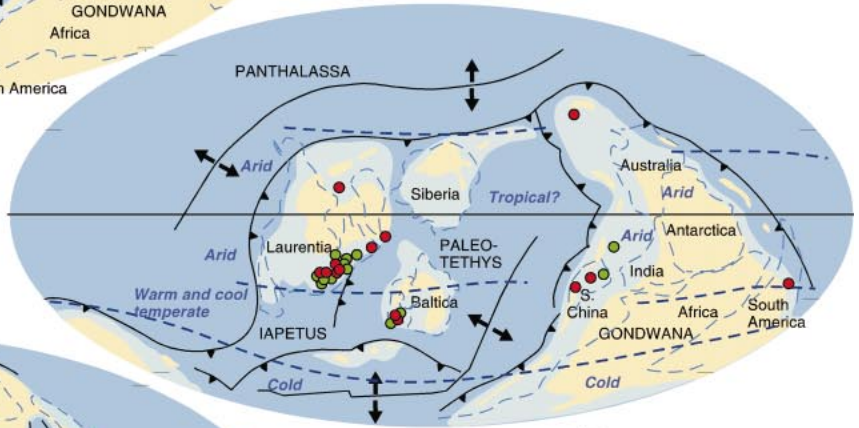 GONDWANA
Africa
America
PANTHALASSA
Arid
Siberia
Tropical?
Australia
Arid
Arid
Laurentia
PALEO-
TETHYS
Arid
Antarctica
India
Warm and cool
temperate
Baltica
S.
China
Africa
South
America
IAPETUS
GONDWANA
Cold
Cold